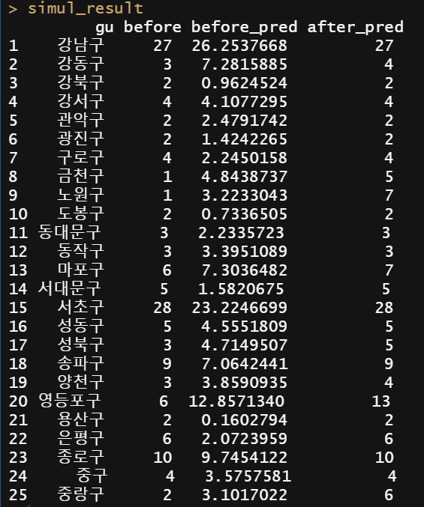 > simul_result
gu before before_pred after_pred
1 강남구 27 26.2537668 27
2 강동구 3 7.2815885 4
3 강북구 2 0.9624524 2
4 강서구 4 4.1077295 4
5 관악구 2 2.4791742 2
6 광진구 2 1.4242265 2
7 구로구 4 2.2450158 4
8 금천구 1 4.8438737 5
9 노원구 1 3.2233043 7
10 도봉구 2 0.7336505 2
11 동대문구 3 2.2335723 3
12 동작구 3 3.3951089 3
13 마포구 6 7.3036482 7
14 서대문구 5 1.5820675 5
15 서초구 28 23.2246699 28
16 성동구 5 4.5551809 5
17 성북구 3 4.7149507 5
18 송파구 9 7.0642441 9
19 양천구 3 3.8590935 4
20 영등포구 6 12.8571340 13
21 용산구 2 0.1602794 2
22 은평구 6 2.0723959 6
23 종로구 10 9.7454122 10
24 중구 4 3.5757581 4
25 중랑구 2 3.1017022 6